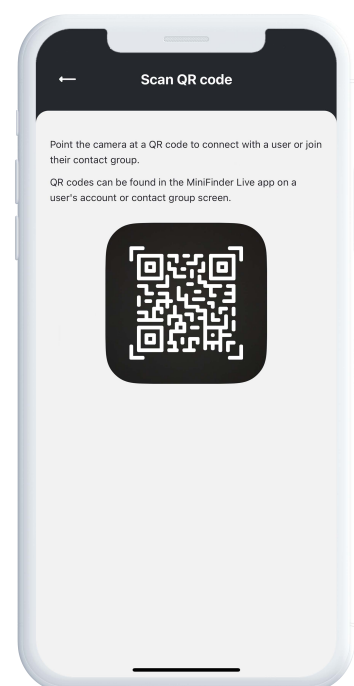 Scan QR code
Point the camera at a QR code to connect with a user or join
their contact group.
QR codes can be found in the MiniFinder Live app on a
user's account or contact group screen.